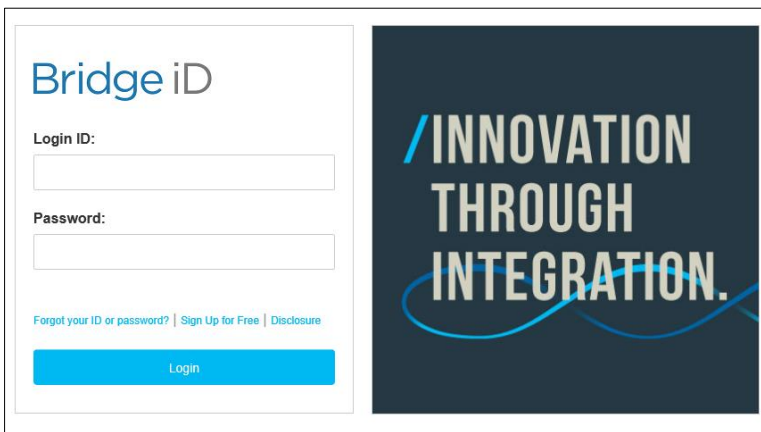 Bridge iD
Login ID:
Password:
Forgot your ID or password? | Sign Up for Free | Disclosure
Login
/INNOVATION
THROUGH
INTEGRATION.